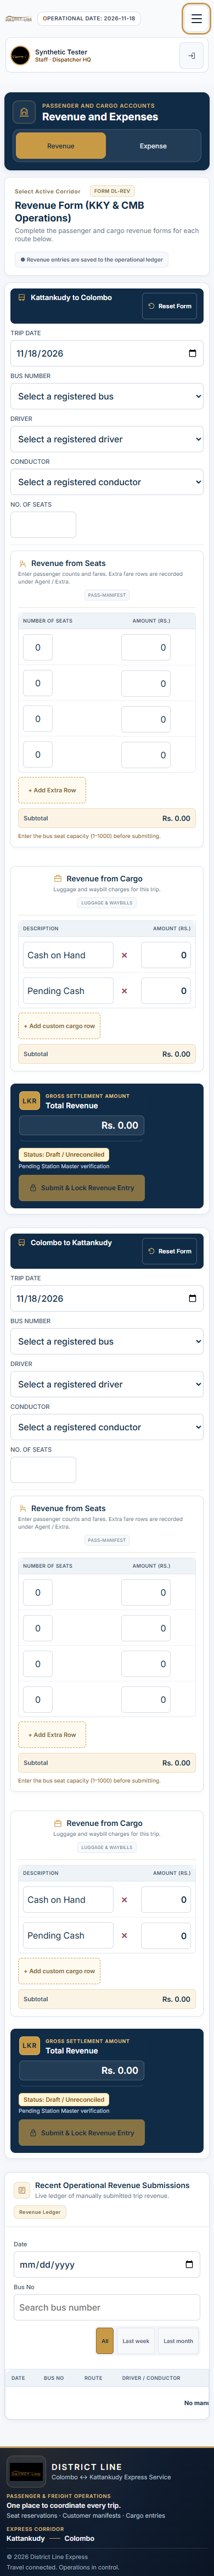 OPERATIONAL DATE: 2026-11-18
Synthetic Tester
Staff · Dispatcher HQ
PASSENGER AND CARGO ACCOUNTS
Revenue and Expenses
Revenue
Expense
Select Active Corridor
FORM DL-REV
Revenue Form (KKY & CMB
Operations)
Complete the passenger and cargo revenue forms for each
route below.
Revenue entries are saved to the operational ledger
Kattankudy to Colombo
Reset Form
TRIP DATE
11/18/2026
BUS NUMBER
Select a registered bus
DRIVER
Select a registered driver
CONDUCTOR
Select a registered conductor
NO. OF SEATS
Revenue from Seats
Enter passenger counts and fares. Extra fare rows are recorded
under Agent / Extra.
PASS-MANIFEST
NUMBER OF SEATS AMOUNT (RS.)
0 0
0 0
0 0
0 0
+ Add Extra Row
Subtotal Rs. 0.00
Enter the bus seat capacity (1–1000) before submitting.
Revenue from Cargo
Luggage and waybill charges for this trip.
LUGGAGE & WAYBILLS
DESCRIPTION AMOUNT (RS.)
Cash on Hand × 0
Pending Cash × 0
+ Add custom cargo row
Subtotal Rs. 0.00
LKR
GROSS SETTLEMENT AMOUNT
Total Revenue
Rs. 0.00
Status: Draft / Unreconciled
Pending Station Master verification
Submit & Lock Revenue Entry
Colombo to Kattankudy
Reset Form
TRIP DATE
11/18/2026
BUS NUMBER
Select a registered bus
DRIVER
Select a registered driver
CONDUCTOR
Select a registered conductor
NO. OF SEATS
Revenue from Seats
Enter passenger counts and fares. Extra fare rows are recorded
under Agent / Extra.
PASS-MANIFEST
NUMBER OF SEATS AMOUNT (RS.)
0 0
0 0
0 0
0 0
+ Add Extra Row
Subtotal Rs. 0.00
Enter the bus seat capacity (1–1000) before submitting.
Revenue from Cargo
Luggage and waybill charges for this trip.
LUGGAGE & WAYBILLS
DESCRIPTION AMOUNT (RS.)
Cash on Hand × 0
Pending Cash × 0
+ Add custom cargo row
Subtotal Rs. 0.00
LKR
GROSS SETTLEMENT AMOUNT
Total Revenue
Rs. 0.00
Status: Draft / Unreconciled
Pending Station Master verification
Submit & Lock Revenue Entry
Recent Operational Revenue Submissions
Live ledger of manually submitted trip revenue.
Revenue Ledger
Date
mm/dd/yyyy
Bus No
Search bus number
All
Last week
Last month
DATE BUS NO ROUTE DRIVER / CONDUCTOR
No manu
DISTRICT LINE
Colombo ↔ Kattankudy Express Service
PASSENGER & FREIGHT OPERATIONS
One place to coordinate every trip.
Seat reservations · Customer manifests · Cargo entries
EXPRESS CORRIDOR
Kattankudy — Colombo
© 2026 District Line Express
Travel connected. Operations in control.